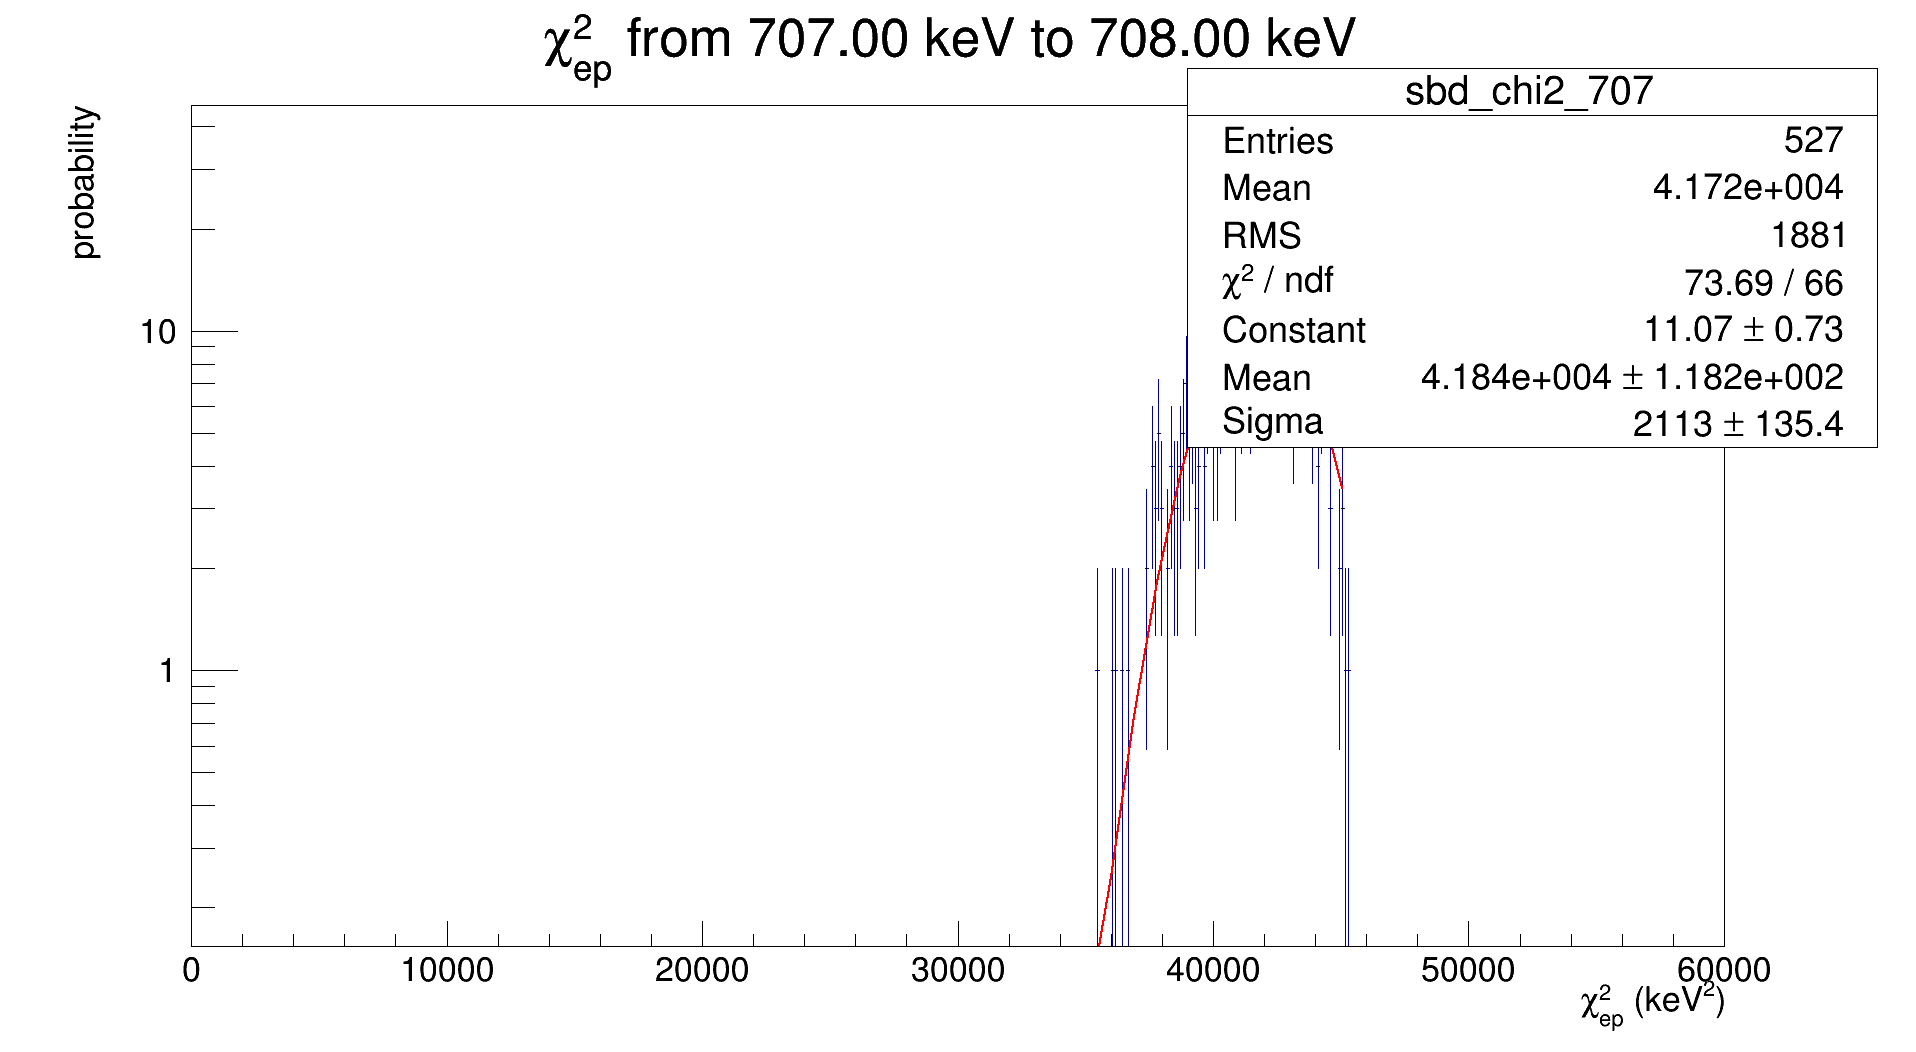 χ²ep from 707.00 keV to 708.00 keV
probability
sbd_chi2_707
Entries 527
Mean 4.172e+004
RMS 1881
χ² / ndf 73.69 / 66
Constant 11.07 ± 0.73
Mean 4.184e+004 ± 1.182e+002
Sigma 2113 ± 135.4
10
1
0 10000 20000 30000 40000 50000 60000
χ²ep (keV²)